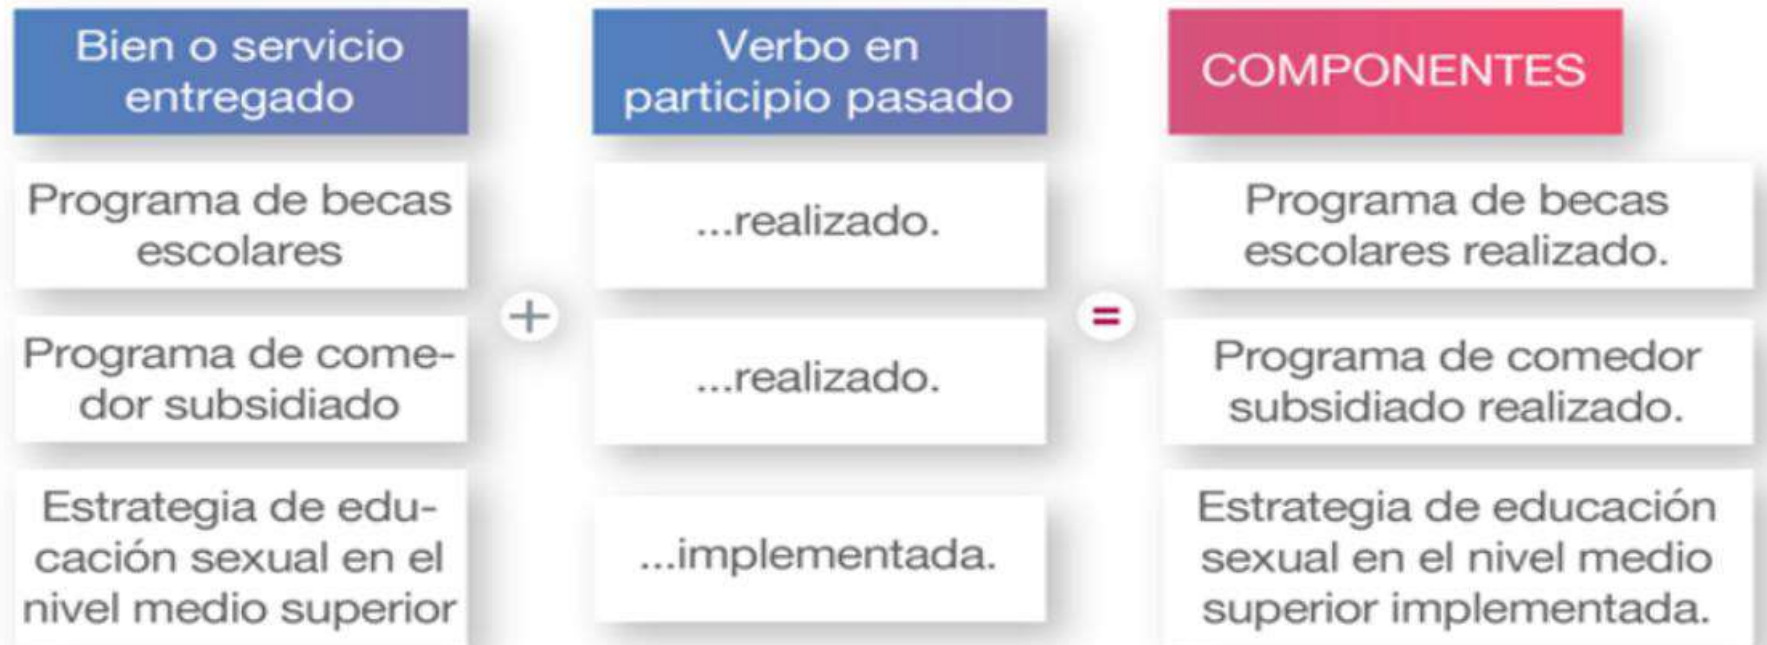 Bien o servicio
entregado
Verbo en
participio pasado
COMPONENTES
Programa de becas
escolares
...realizado.
Programa de becas
escolares realizado.
+
=
Programa de come-
dor subsidiado
...realizado.
Programa de comedor
subsidiado realizado.
Estrategia de edu-
cación sexual en el
nivel medio superior
...implementada.
Estrategia de educación
sexual en el nivel medio
superior implementada.